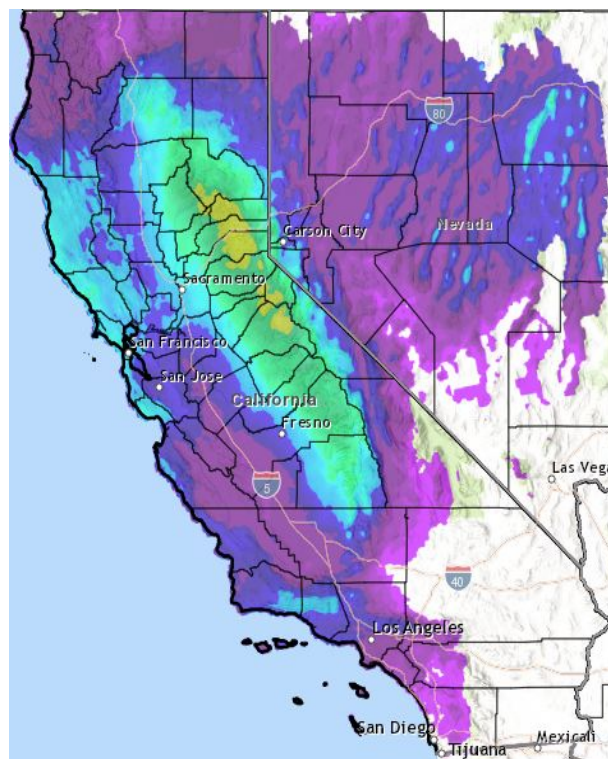 80
Nevada
Carson City
Sacramento
San Francisco
San Jose
California
Fresno
5
Las Vega
40
Los Angeles
San Diego
Mexicali
Tijuana